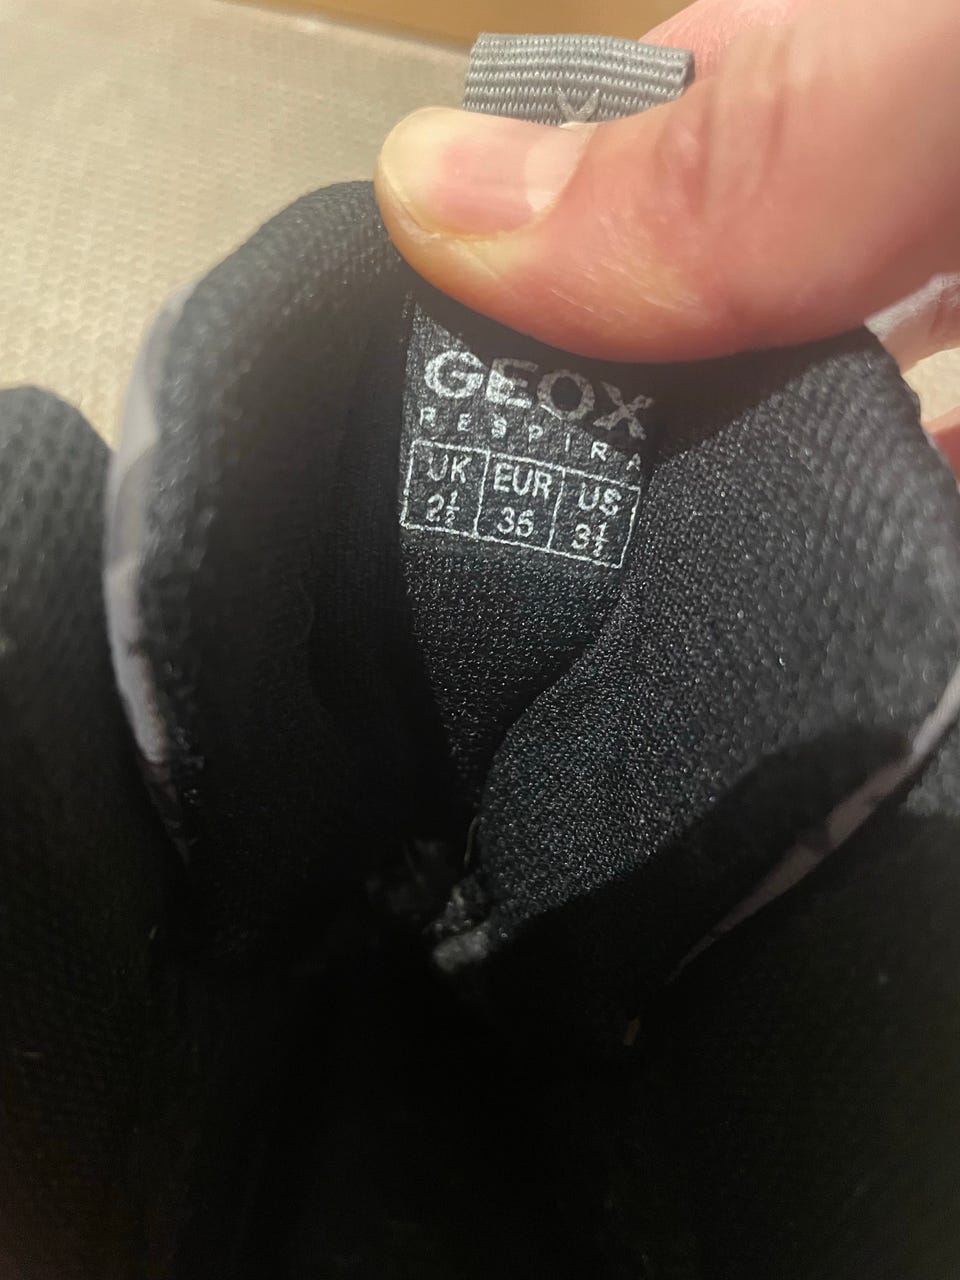 GEOX
RESPIRA
UK EUR US
2½ 35 3½